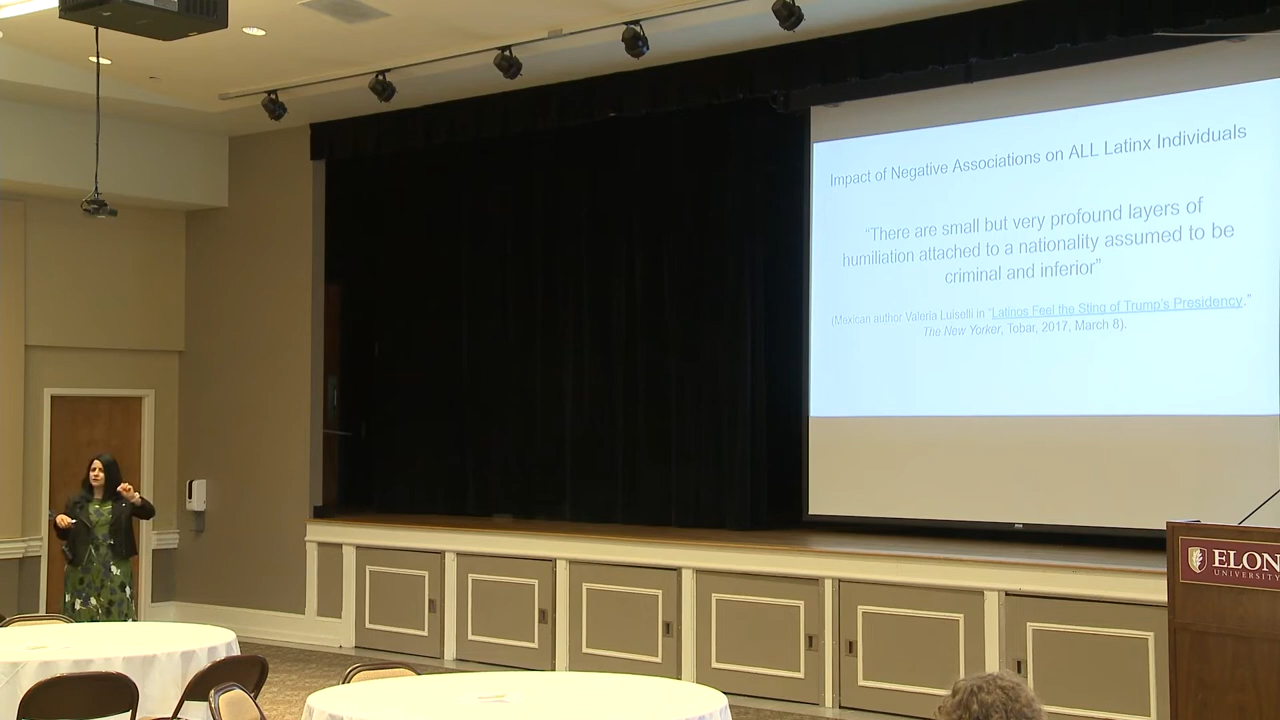 Impact of Negative Associations on ALL Latinx Individuals
“There are small but very profound layers of
humiliation attached to a nationality assumed to be
criminal and inferior”
(Mexican author Valeria Luiselli in “Latinos Feel the Sting of Trump's Presidency.”
The New Yorker, Tobar, 2017, March 8).
ELON
UNIVERSITY